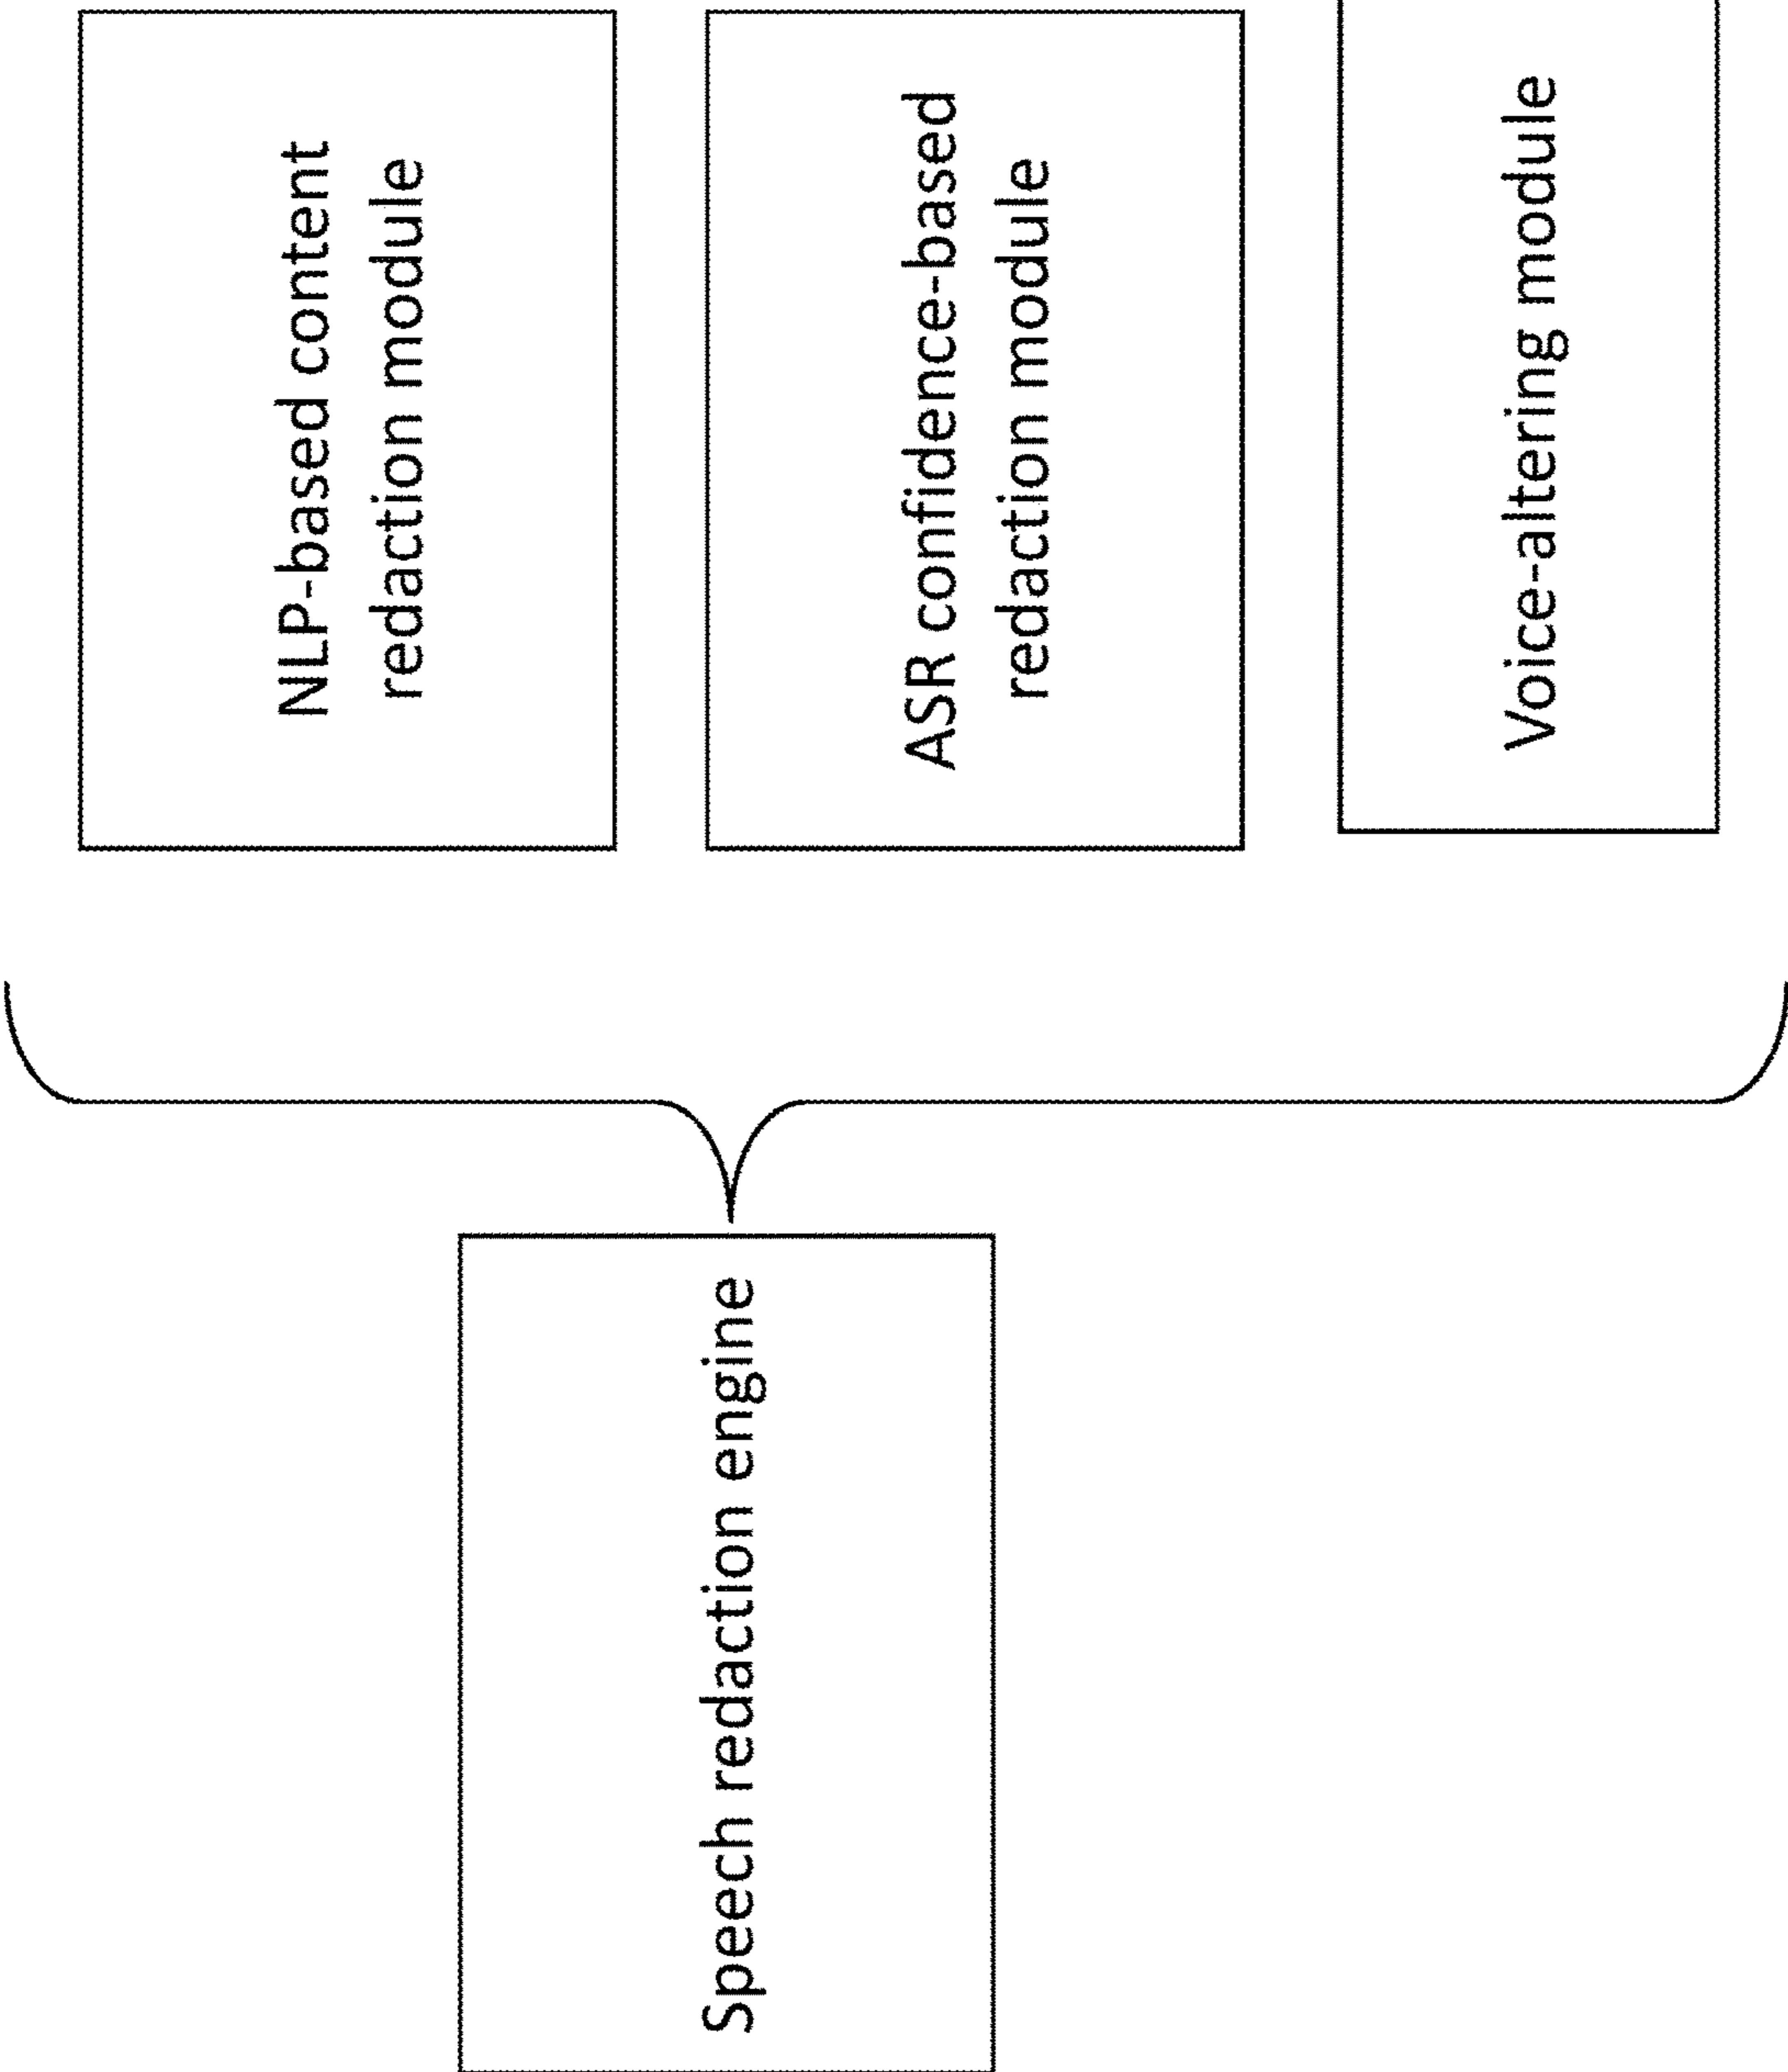 Speech redaction engine
NLP-based content
redaction module
ASR confidence-based
redaction module
Voice-altering module